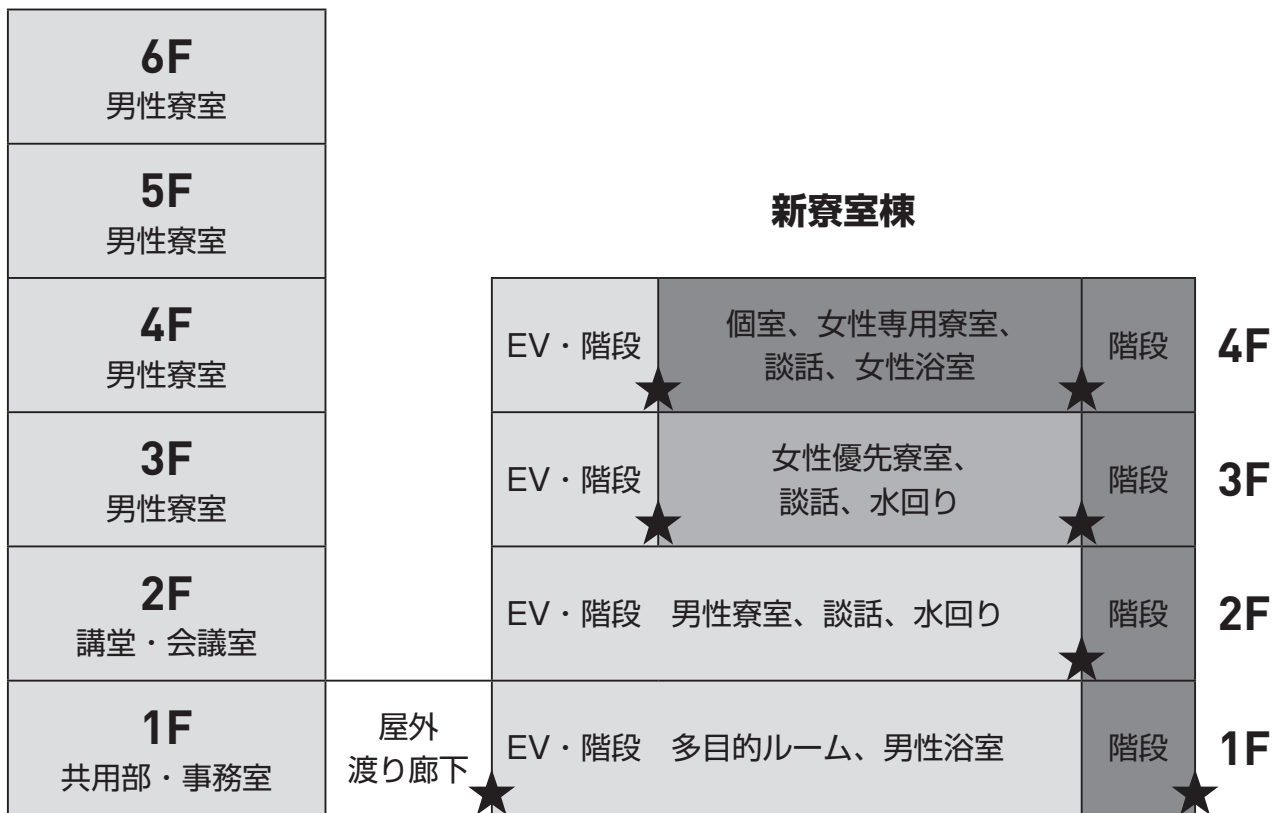 6F
男性寮室
5F
男性寮室
4F
男性寮室
3F
男性寮室
2F
講堂・会議室
1F
共用部・事務室
屋外
渡り廊下
新寮室棟
EV・階段
個室、女性専用寮室、
談話、女性浴室
階段
4F
EV・階段
女性優先寮室、
談話、水回り
階段
3F
EV・階段 男性寮室、談話、水回り
階段
2F
EV・階段 多目的ルーム、男性浴室
階段
1F